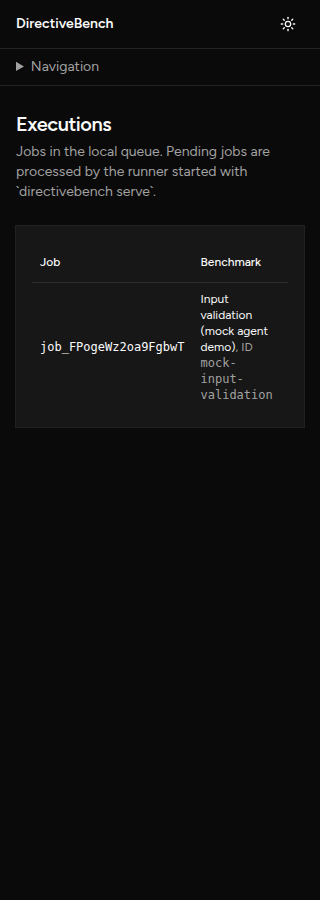 DirectiveBench
Navigation
Executions
Jobs in the local queue. Pending jobs are
processed by the runner started with
`directivebench serve`.
Job Benchmark
job_FPogeWz2oa9FgbwT
Input
validation
(mock agent
demo), ID
mock-
input-
validation